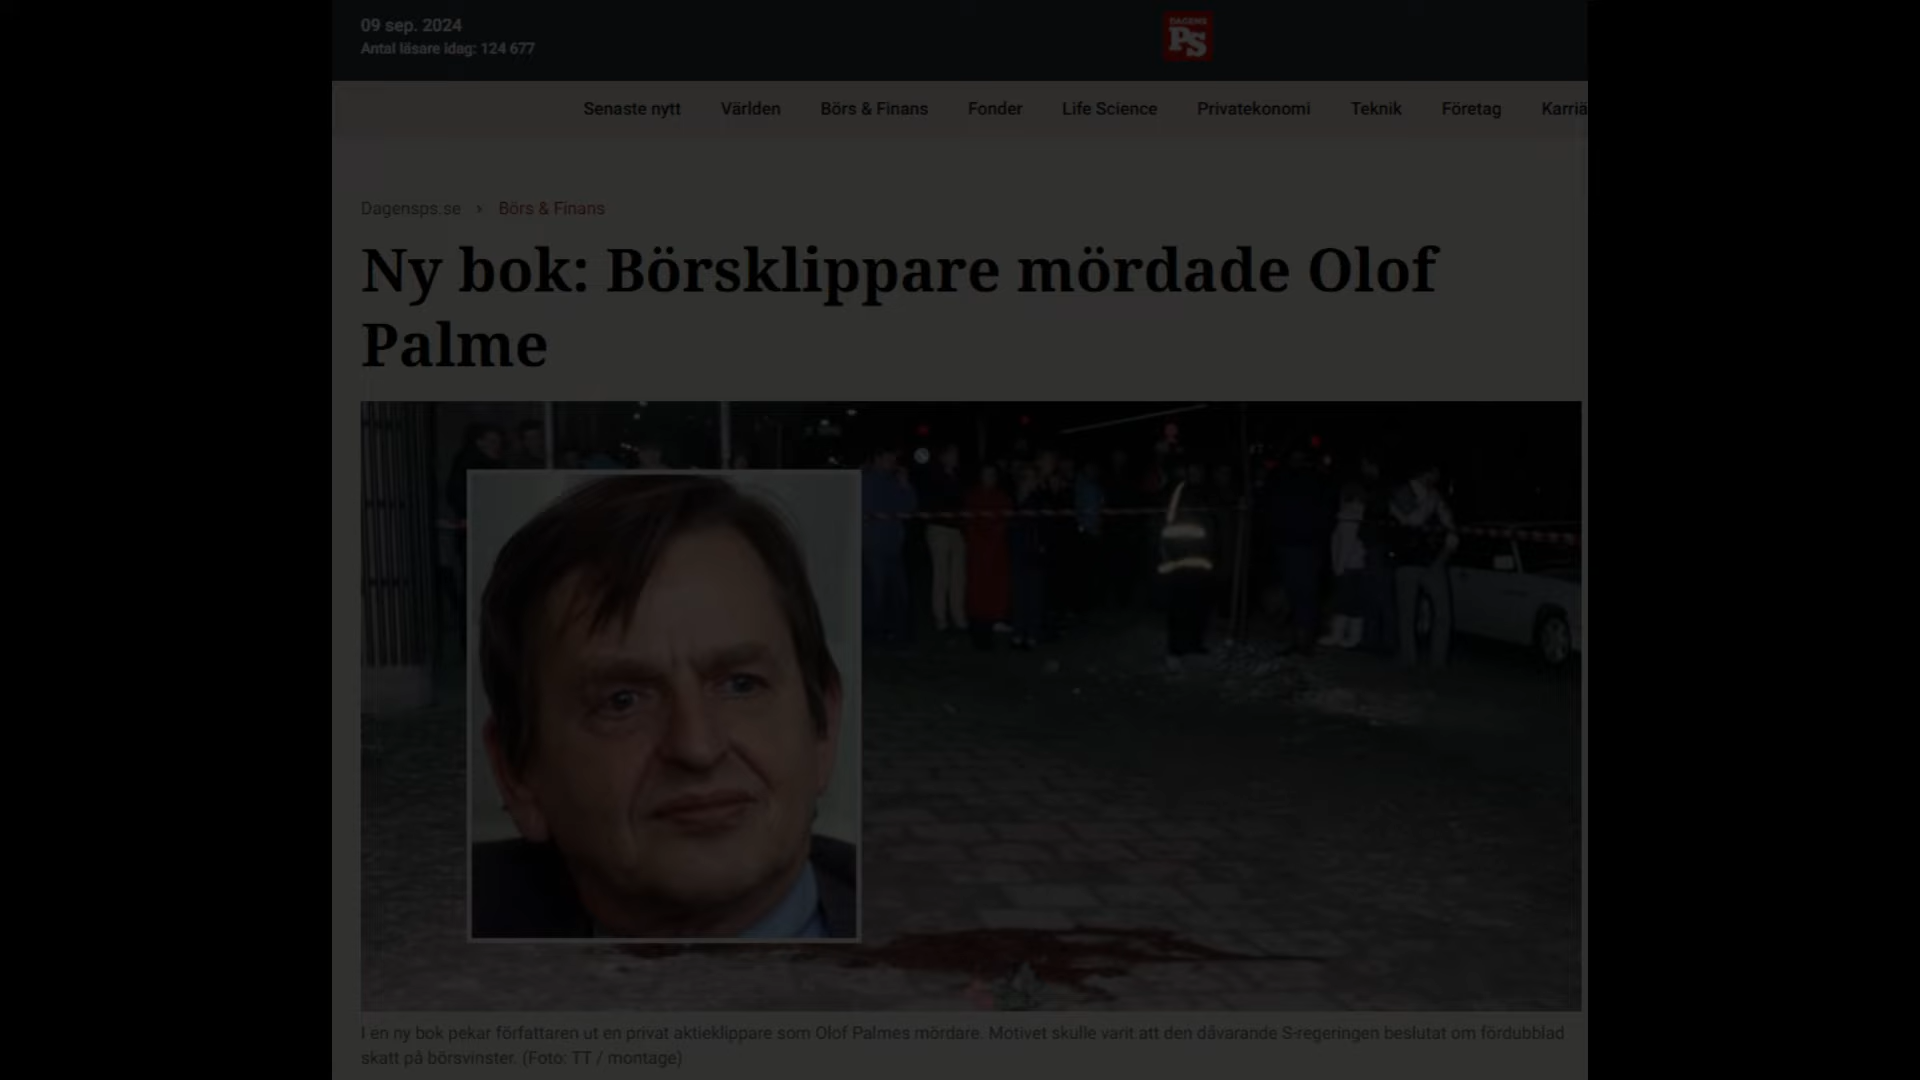 09 sep. 2024
Antal läsare idag: 124 677
DAGENS
PS
Senaste nytt Världen Börs & Finans Fonder Life Science Privatekonomi Teknik Företag Karriä
Dagensps.se › Börs & Finans
Ny bok: Börsklippare mördade Olof
Palme
I en ny bok pekar författaren ut en privat aktieklippare som Olof Palmes mördare. Motivet skulle varit att den dåvarande S-regeringen beslutat om fördubblad
skatt på börsvinster. (Foto: TT / montage)